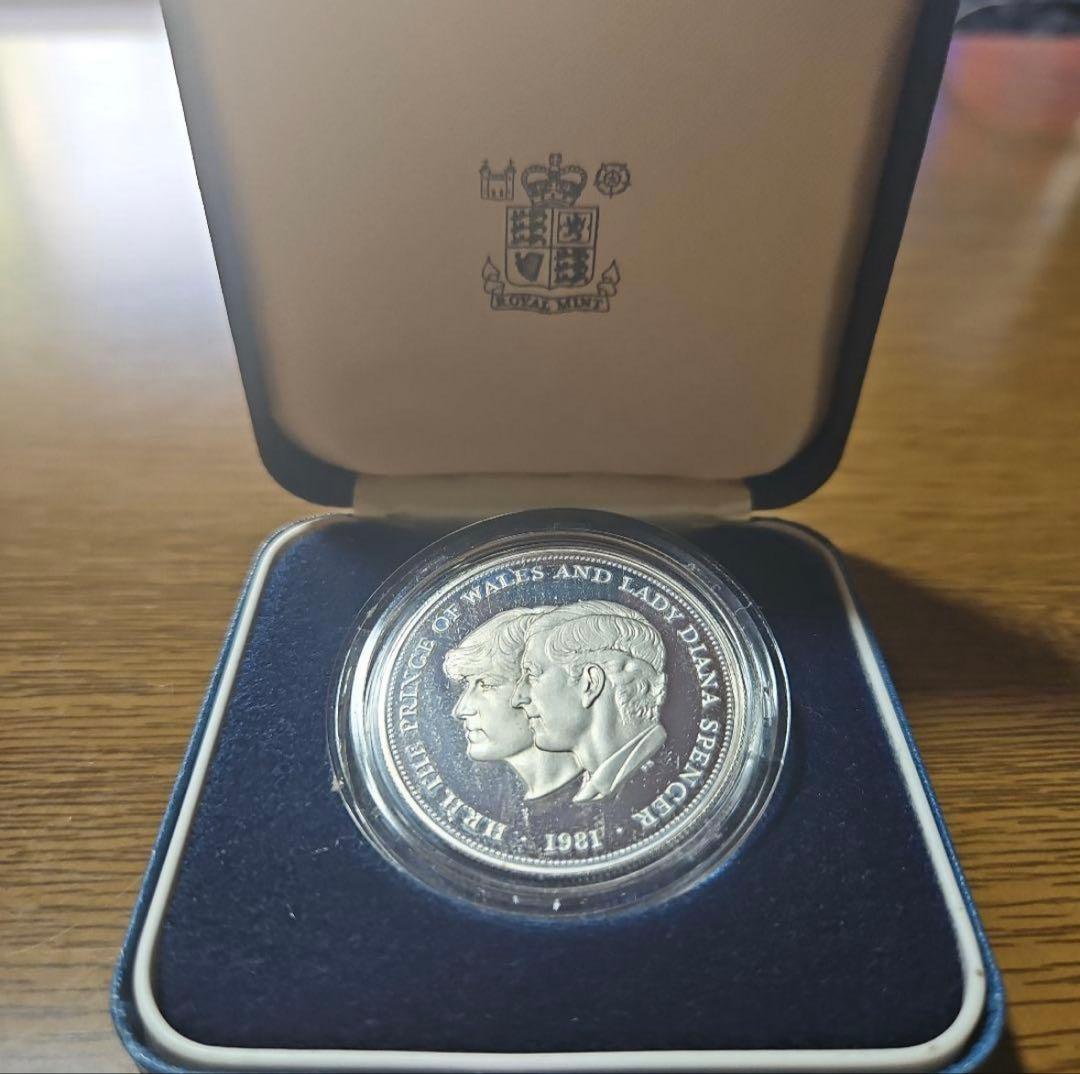 ROYAL MINT
H.R.H. THE PRINCE OF WALES AND LADY DIANA SPENCER
· 1981 ·